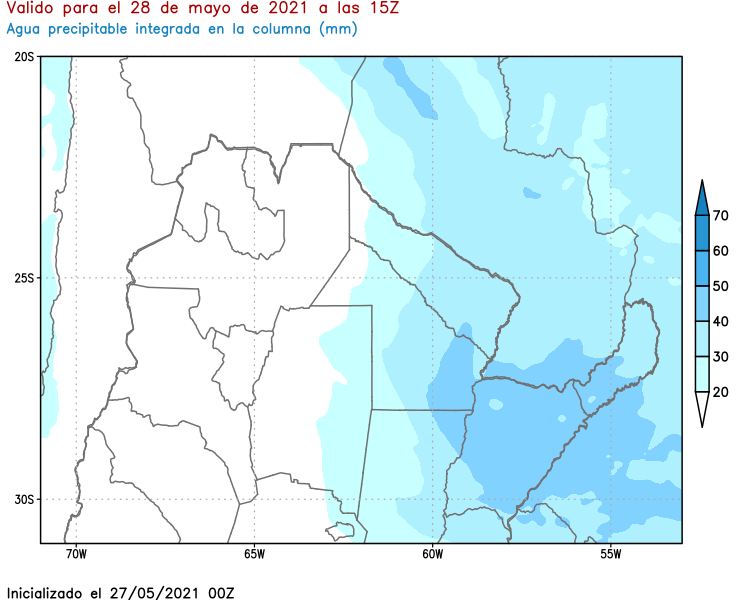 Valido para el 28 de mayo de 2021 a las 15Z
Agua precipitable integrada en la columna (mm)
20S
25S
30S
70W
65W
60W
55W
70
60
50
40
30
20
Inicializado el 27/05/2021 00Z